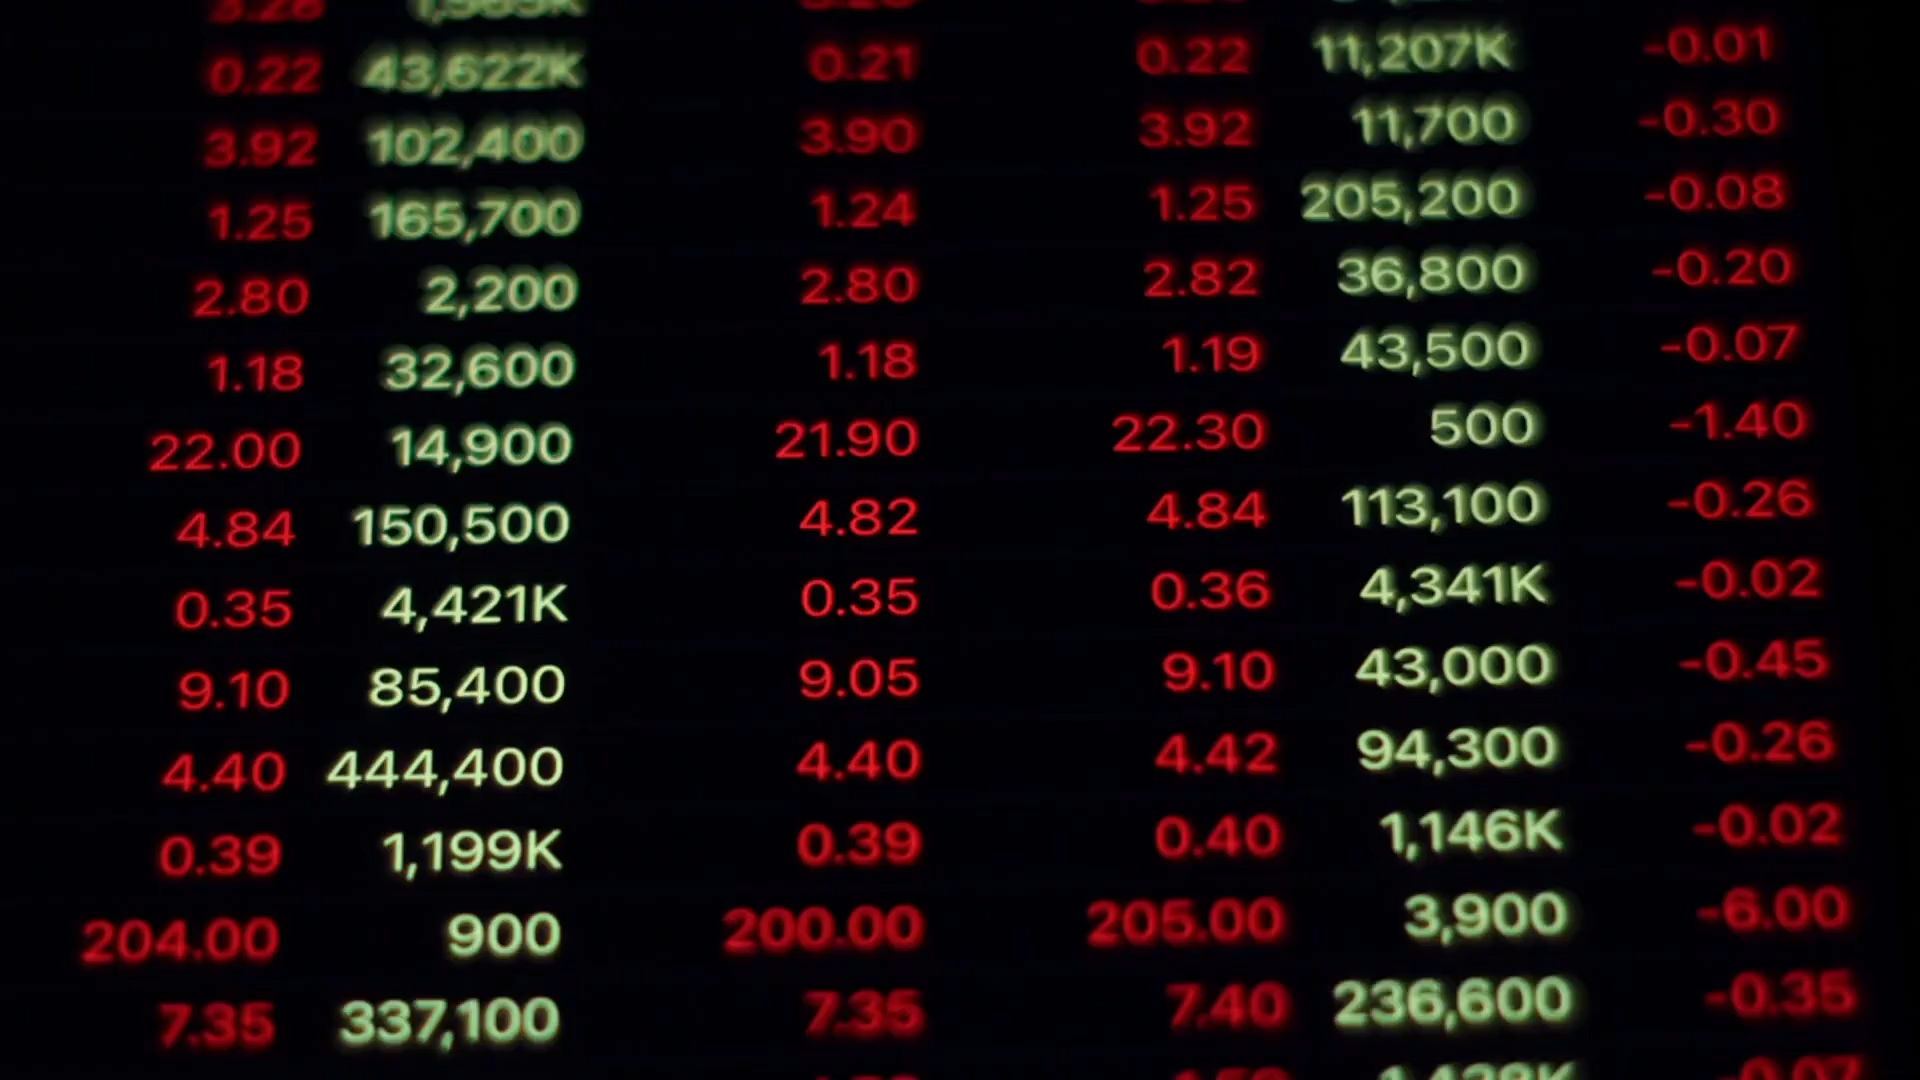 0.22 43,622K 0.21 0.22 11,207K -0.01
3.92 102,400 3.90 3.92 11,700 -0.30
1.25 165,700 1.24 1.25 205,200 -0.08
2.80 2,200 2.80 2.82 36,800 -0.20
1.18 32,600 1.18 1.19 43,500 -0.07
22.00 14,900 21.90 22.30 500 -1.40
4.84 150,500 4.82 4.84 113,100 -0.26
0.35 4,421K 0.35 0.36 4,341K -0.02
9.10 85,400 9.05 9.10 43,000 -0.45
4.40 444,400 4.40 4.42 94,300 -0.26
0.39 1,199K 0.39 0.40 1,146K -0.02
204.00 900 200.00 205.00 3,900 -6.00
7.35 337,100 7.35 7.40 236,600 -0.35